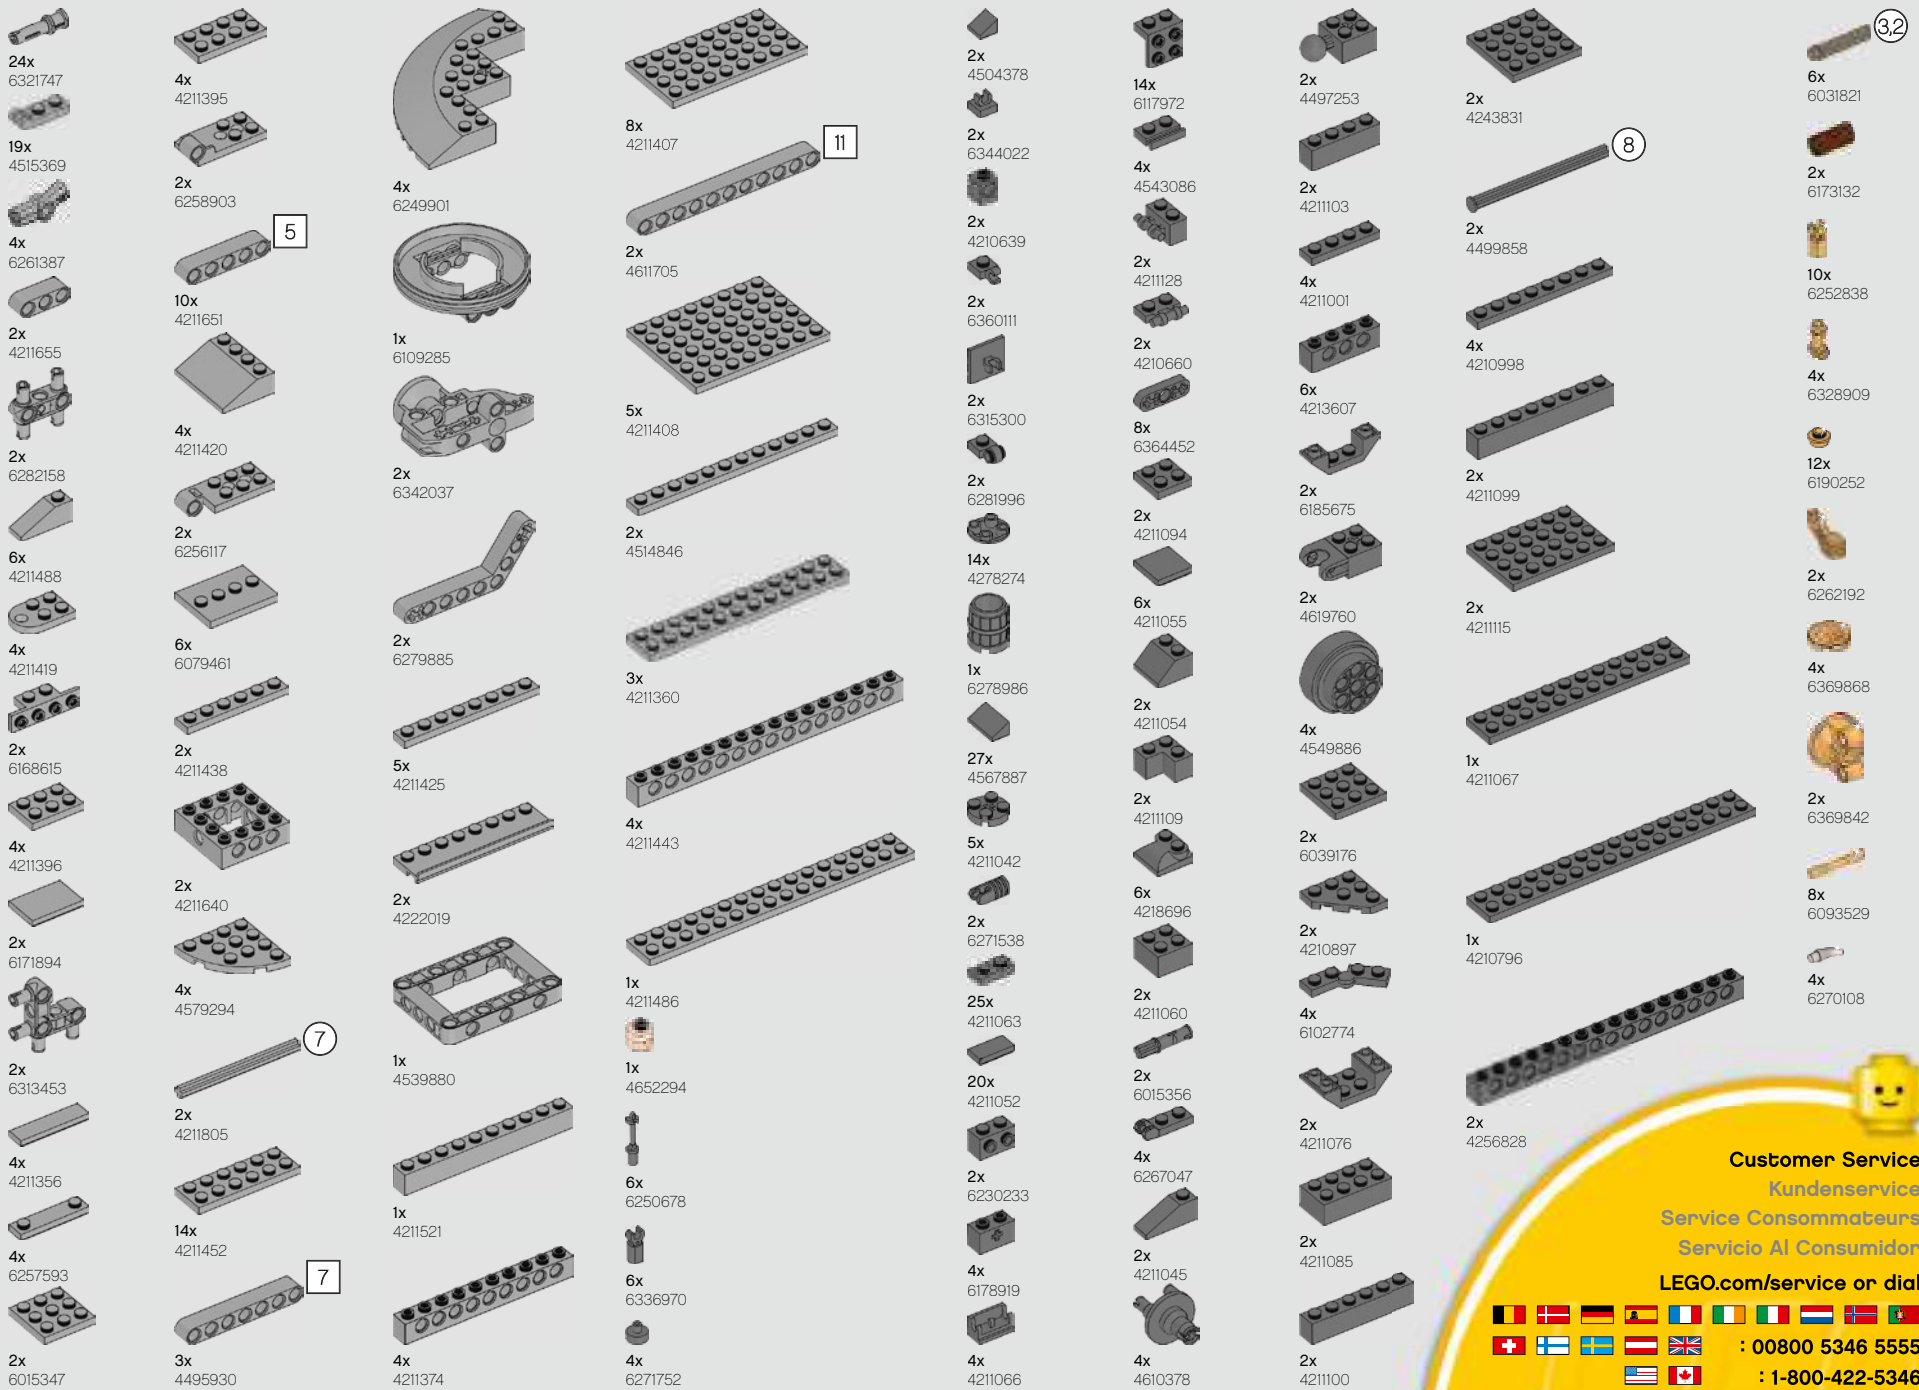 24x
6321747
19x
4515369
4x
6261387
2x
4211655
2x
6282158
6x
4211488
4x
4211419
2x
6168615
4x
4211396
2x
6171894
2x
6313453
4x
4211356
4x
6257593
2x
6015347
4x
4211395
2x
6258903
5
10x
4211651
4x
4211420
2x
6256117
6x
6079461
2x
4211438
2x
4211640
4x
4579294
7
2x
4211805
14x
4211452
7
3x
4495930
4x
6249901
1x
6109285
2x
6342037
2x
6279885
5x
4211425
2x
4222019
1x
4539880
1x
4211521
4x
4211374
8x
4211407
11
2x
4611705
5x
4211408
2x
4514846
3x
4211360
4x
4211443
1x
4211486
1x
4652294
6x
6250678
6x
6336970
4x
6271752
2x
4504378
2x
6344022
2x
4210639
2x
6360111
2x
6315300
2x
6281996
14x
4278274
1x
6278986
27x
4567887
5x
4211042
2x
6271538
25x
4211063
20x
4211052
2x
6230233
4x
6178919
4x
4211066
14x
6117972
4x
4543086
2x
4211128
2x
4210660
8x
6364452
2x
4211094
6x
4211055
2x
4211054
2x
4211109
6x
4218696
2x
4211060
2x
6015356
4x
6267047
2x
4211045
4x
4610378
2x
4497253
2x
4211103
4x
4211001
6x
4213607
2x
6185675
2x
4619760
4x
4549886
2x
6039176
2x
4210897
4x
6102774
2x
4211076
2x
4211085
2x
4211100
2x
4243831
8
2x
4499858
4x
4210998
2x
4211099
2x
4211115
1x
4211067
1x
4210796
2x
4256828
3,2
6x
6031821
2x
6173132
10x
6252838
4x
6328909
12x
6190252
2x
6262192
4x
6369868
2x
6369842
8x
6093529
4x
6270108
Customer Service
Kundenservice
Service Consommateurs
Servicio Al Consumidor
LEGO.com/service or dial
: 00800 5346 5555
: 1-800-422-5346